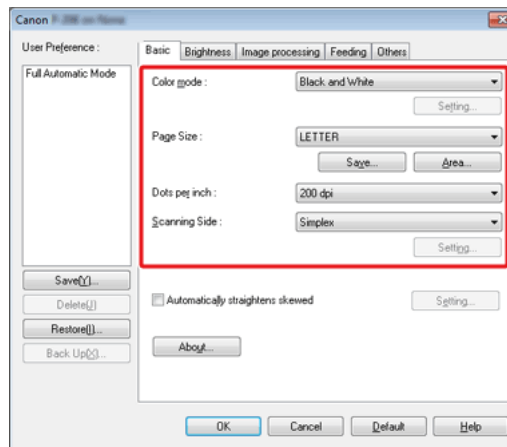 Canon
User Preference :
Full Automatic Mode
Save(Y)...
Delete(J)
Restore(I)...
Back Up(X)...
Basic Brightness Image processing Feeding Others
Color mode : Black and White
Setting...
Page Size : LETTER
Save... Area...
Dots per inch : 200 dpi
Scanning Side : Simplex
Setting...
Automatically straightens skewed Setting...
About...
OK Cancel Default Help